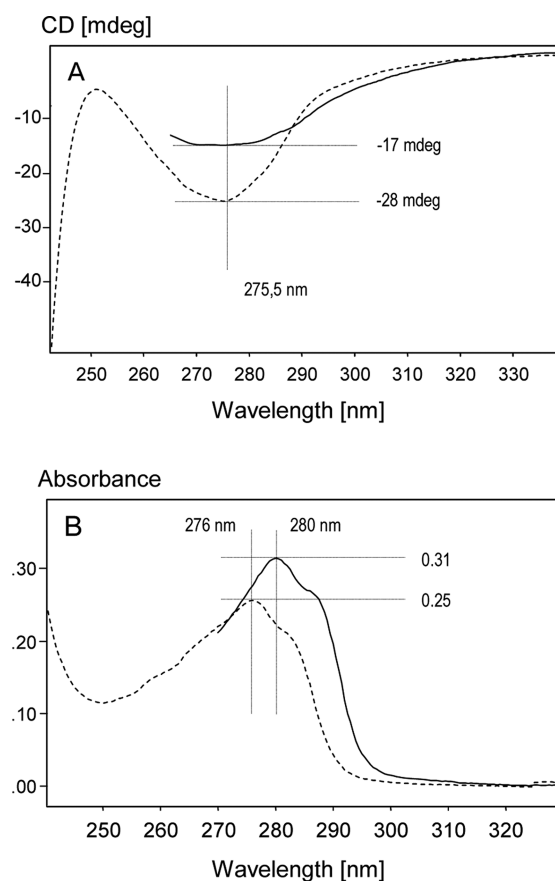 CD [mdeg]
A
-10
-20
-30
-40
-17 mdeg
-28 mdeg
275,5 nm
250 260 270 280 290 300 310 320 330
Wavelength [nm]
Absorbance
B
276 nm 280 nm
.30
.20
.10
.00
0.31
0.25
250 260 270 280 290 300 310 320
Wavelength [nm]